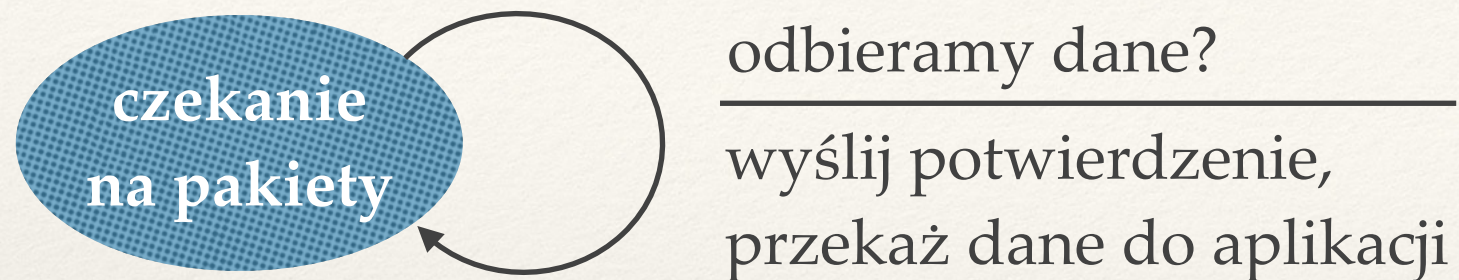 czekanie
na pakiety
odbieramy dane?
wyślij potwierdzenie,
przekaż dane do aplikacji